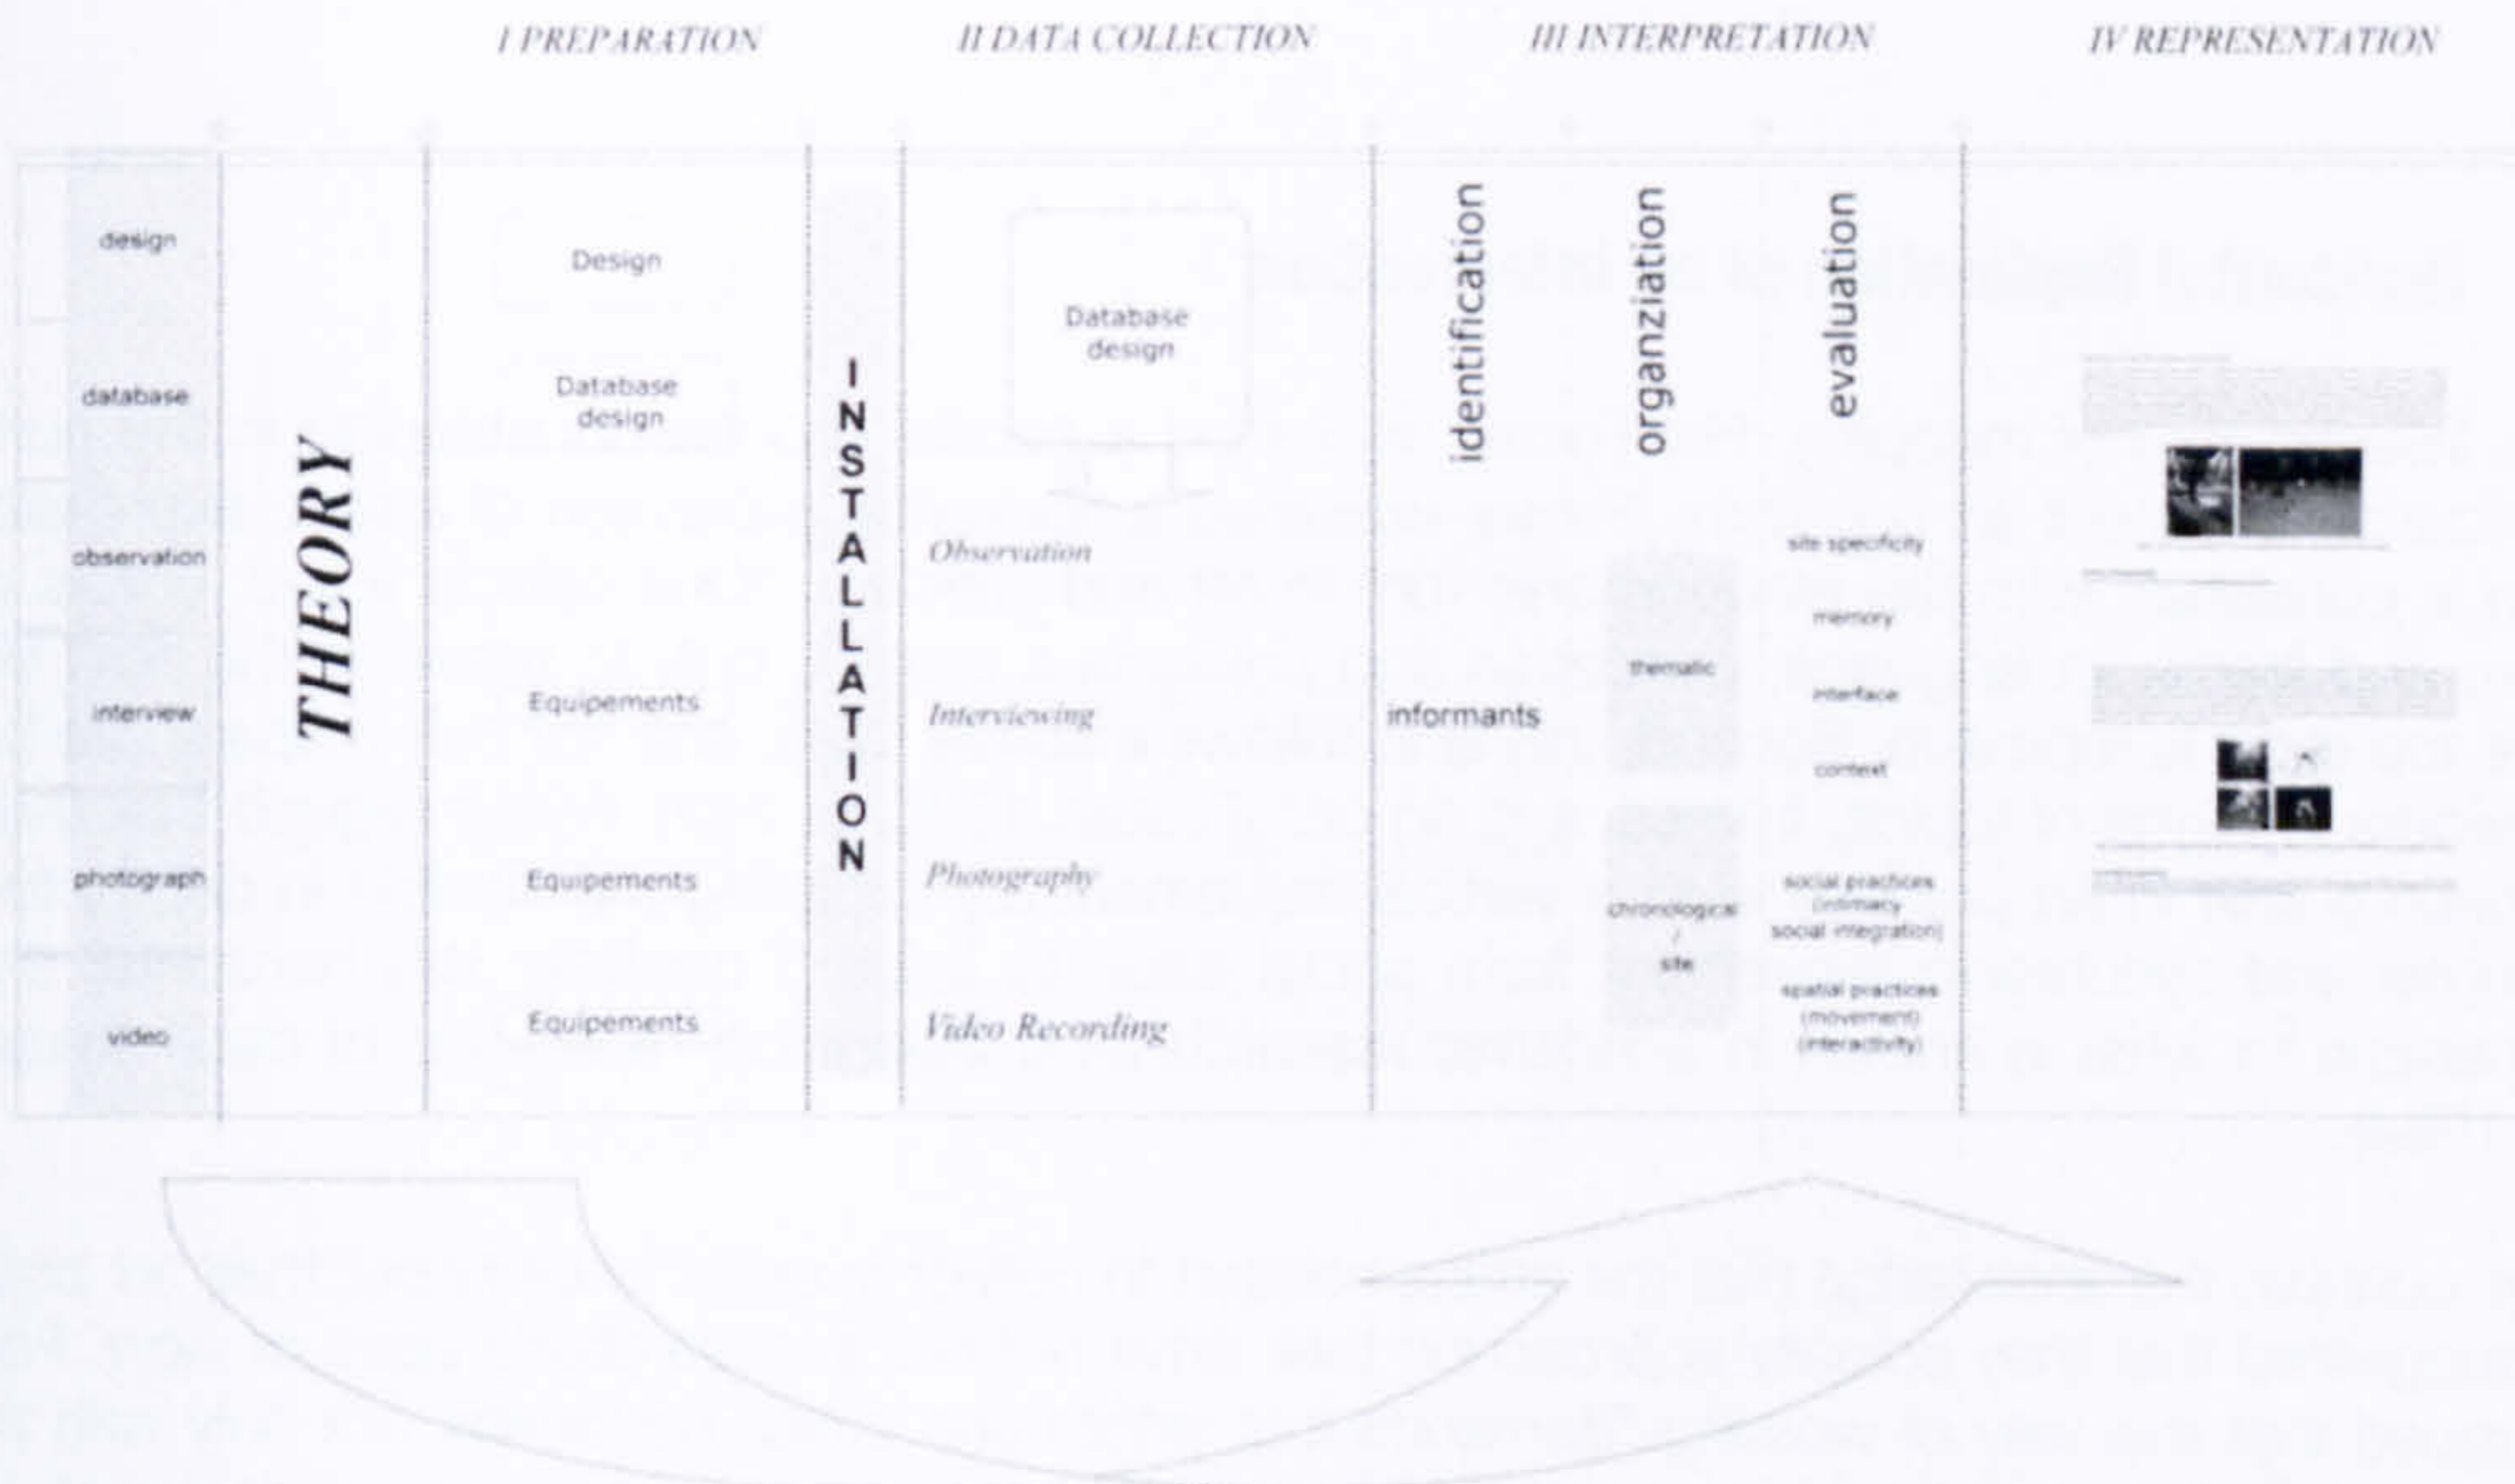 I PREPARATION
II DATA COLLECTION
III INTERPRETATION
IV REPRESENTATION
design
database
observation
interview
photograph
video
THEORY
Design
Database
design
Equipements
Equipements
Equipements
INSTALLATION
Database
design
Observation
Interviewing
Photography
Video Recording
identification
informants
organziation
thematic
chronological
/
site
evaluation
site specificity
memory
interface
context
social practices
(intimacy
social integration)
spatial practices
(movement)
(interactivity)